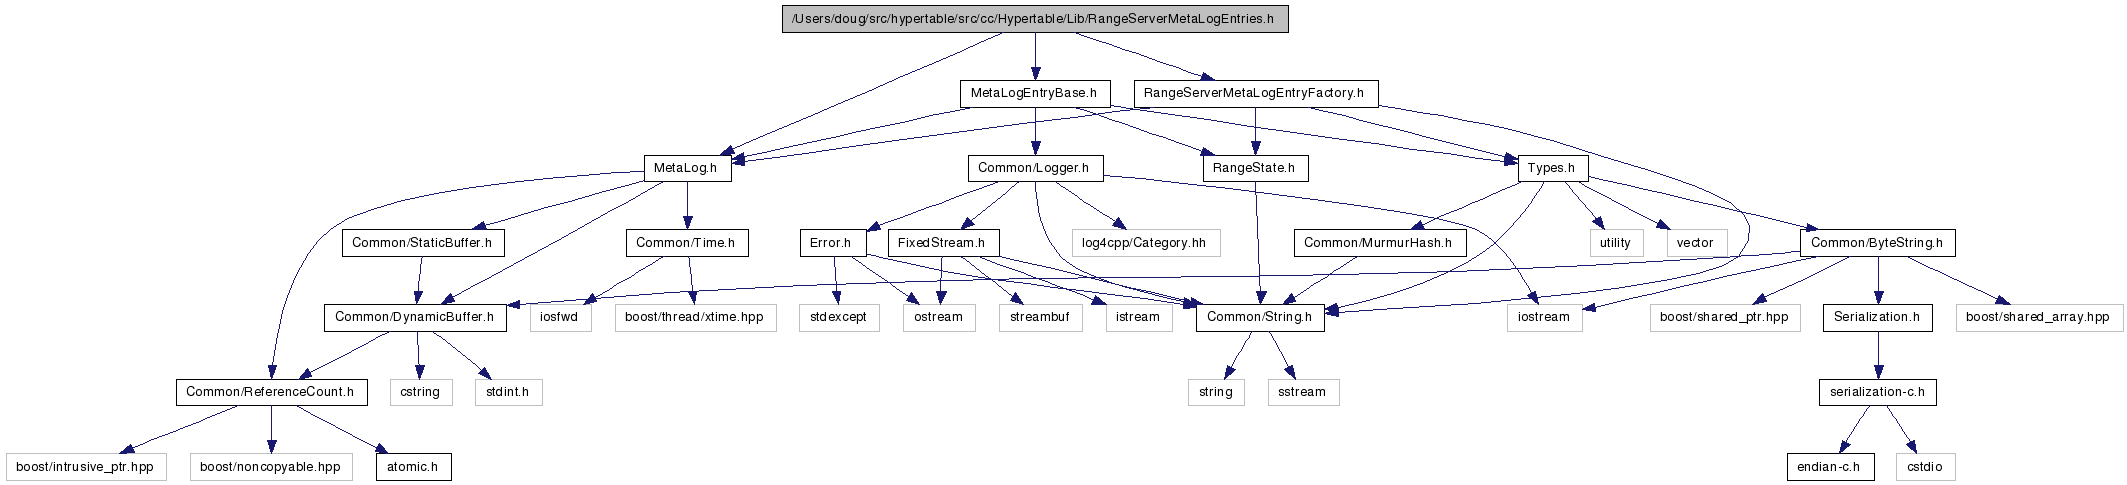 /Users/doug/src/hypertable/src/cc/Hypertable/Lib/RangeServerMetaLogEntries.h
MetaLogEntryBase.h
RangeServerMetaLogEntryFactory.h
MetaLog.h
Common/Logger.h
RangeState.h
Types.h
Common/StaticBuffer.h
Common/Time.h
Error.h
FixedStream.h
log4cpp/Category.hh
Common/MurmurHash.h
utility
vector
Common/ByteString.h
Common/DynamicBuffer.h
iosfwd
boost/thread/xtime.hpp
stdexcept
ostream
streambuf
istream
Common/String.h
iostream
boost/shared_ptr.hpp
Serialization.h
boost/shared_array.hpp
Common/ReferenceCount.h
cstring
stdint.h
string
sstream
serialization-c.h
boost/intrusive_ptr.hpp
boost/noncopyable.hpp
atomic.h
endian-c.h
cstdio